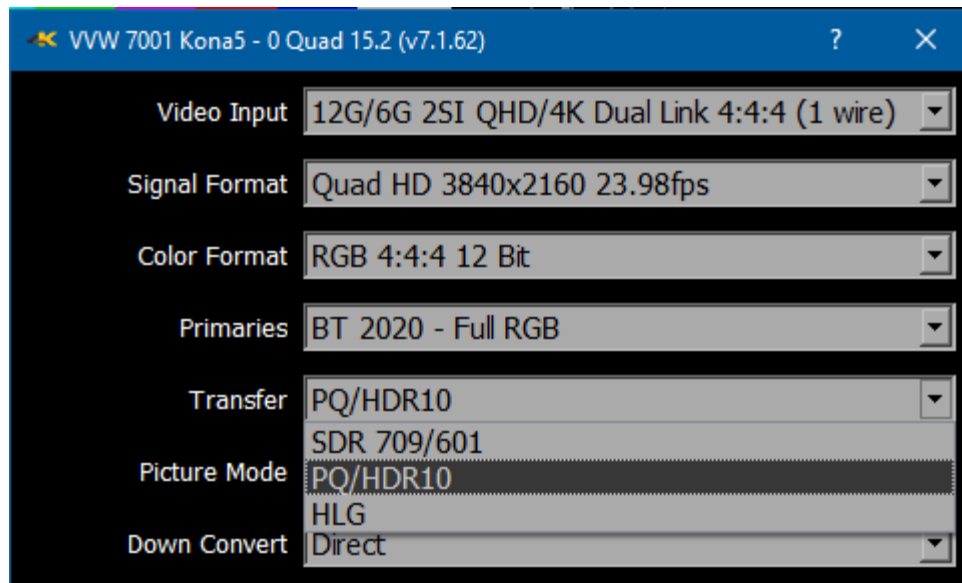 VVW 7001 Kona5 - 0 Quad 15.2 (v7.1.62) ?
Video Input 12G/6G 2SI QHD/4K Dual Link 4:4:4 (1 wire)
Signal Format Quad HD 3840x2160 23.98fps
Color Format RGB 4:4:4 12 Bit
Primaries BT 2020 - Full RGB
Transfer PQ/HDR10
SDR 709/601
Picture Mode PQ/HDR10
HLG
Down Convert Direct